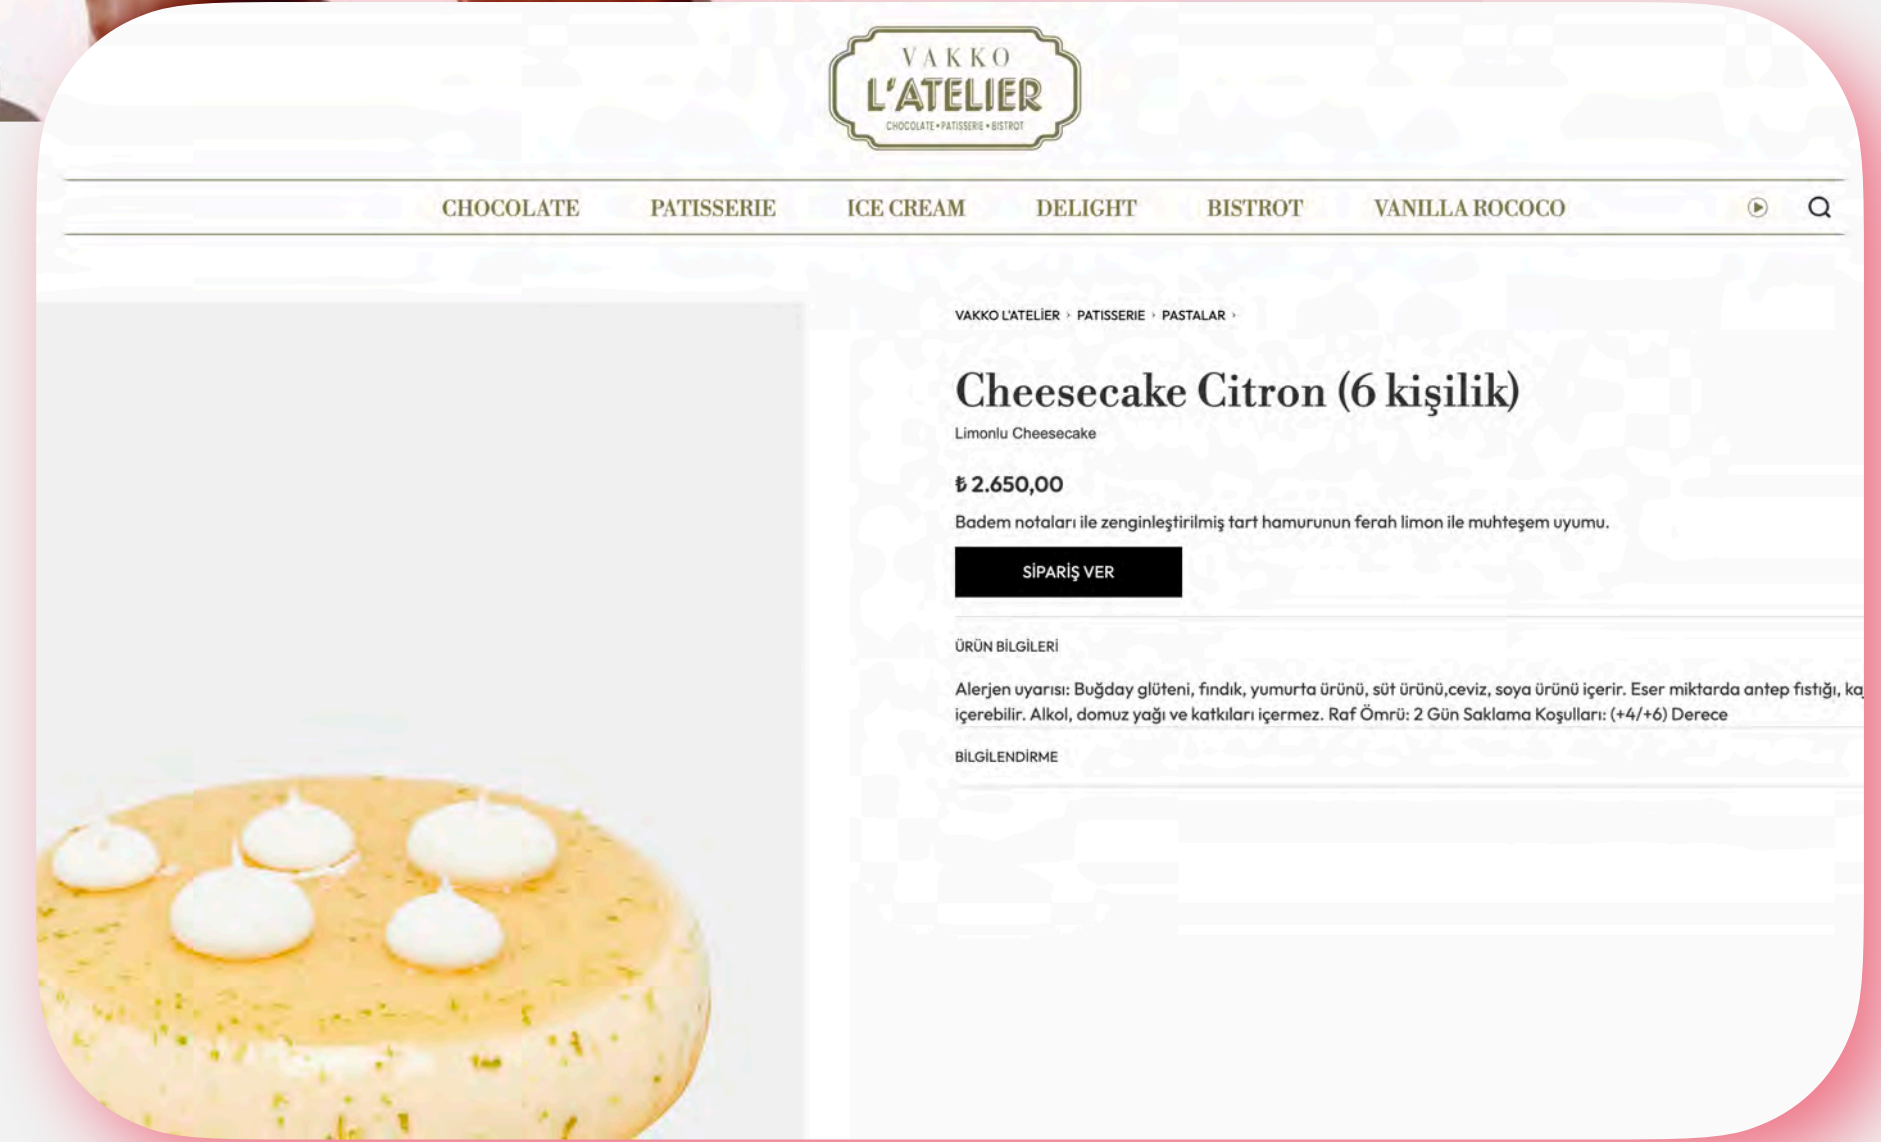 VAKKO
L'ATELIER
CHOCOLATE • PATISSERIE • BISTROT
CHOCOLATE PATISSERIE ICE CREAM DELIGHT BISTROT VANILLA ROCOCO
VAKKO L'ATELİER › PATISSERIE › PASTALAR ›
Cheesecake Citron (6 kişilik)
Limonlu Cheesecake
₺ 2.650,00
Badem notaları ile zenginleştirilmiş tart hamurunun ferah limon ile muhteşem uyumu.
SİPARİŞ VER
ÜRÜN BİLGİLERİ
Alerjen uyarısı: Buğday glüteni, fındık, yumurta ürünü, süt ürünü,ceviz, soya ürünü içerir. Eser miktarda antep fıstığı,
içerebilir. Alkol, domuz yağı ve katkıları içermez. Raf Ömrü: 2 Gün Saklama Koşulları: (+4/+6) Derece
BİLGİLENDİRME